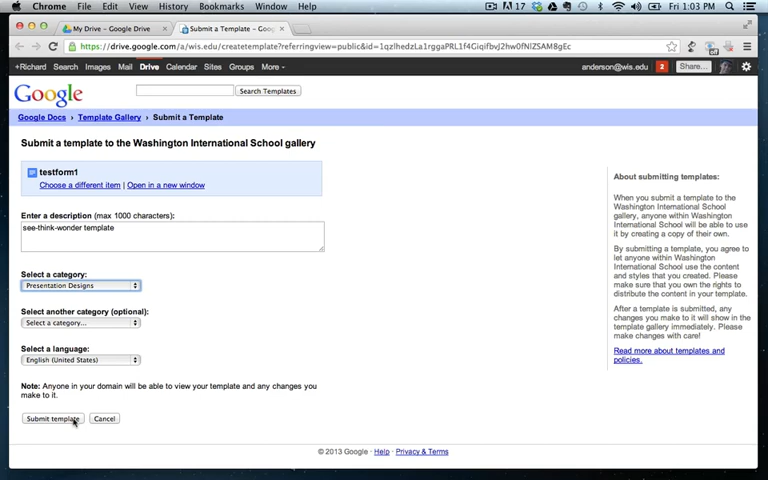 Chrome File Edit View History Bookmarks Window Help 17 Fri 1:03 PM
My Drive - Google Drive Submit a Template - Goo
https://drive.google.com/a/wis.edu/createtemplate?referringview=public&id=1qzlhedzLa1rggaPRL1f4Giqifbvj2hw0fNlZSAM8gEc
+Richard Search Images Mail Drive Calendar Sites Groups More anderson@wis.edu 2 Share...
Google Search Templates
Google Docs › Template Gallery › Submit a Template
Submit a template to the Washington International School gallery
testform1
Choose a different item | Open in a new window
Enter a description (max 1000 characters):
see-think-wonder template
Select a category:
Presentation Designs
Select another category (optional):
Select a category...
Select a language:
English (United States)
Note: Anyone in your domain will be able to view your template and any changes you
make to it.
Submit template Cancel
About submitting templates:
When you submit a template to the
Washington International School
gallery, anyone within Washington
International School will be able to use
it by creating a copy of their own.
By submitting a template, you agree to
let anyone within Washington
International School use the content
and styles that you created. Please
make sure that you own the rights to
distribute the content in your template.
After a template is submitted, any
changes you make to it will show in the
template gallery immediately. Please
make changes with care!
Read more about templates and
policies.
© 2013 Google - Help - Privacy & Terms